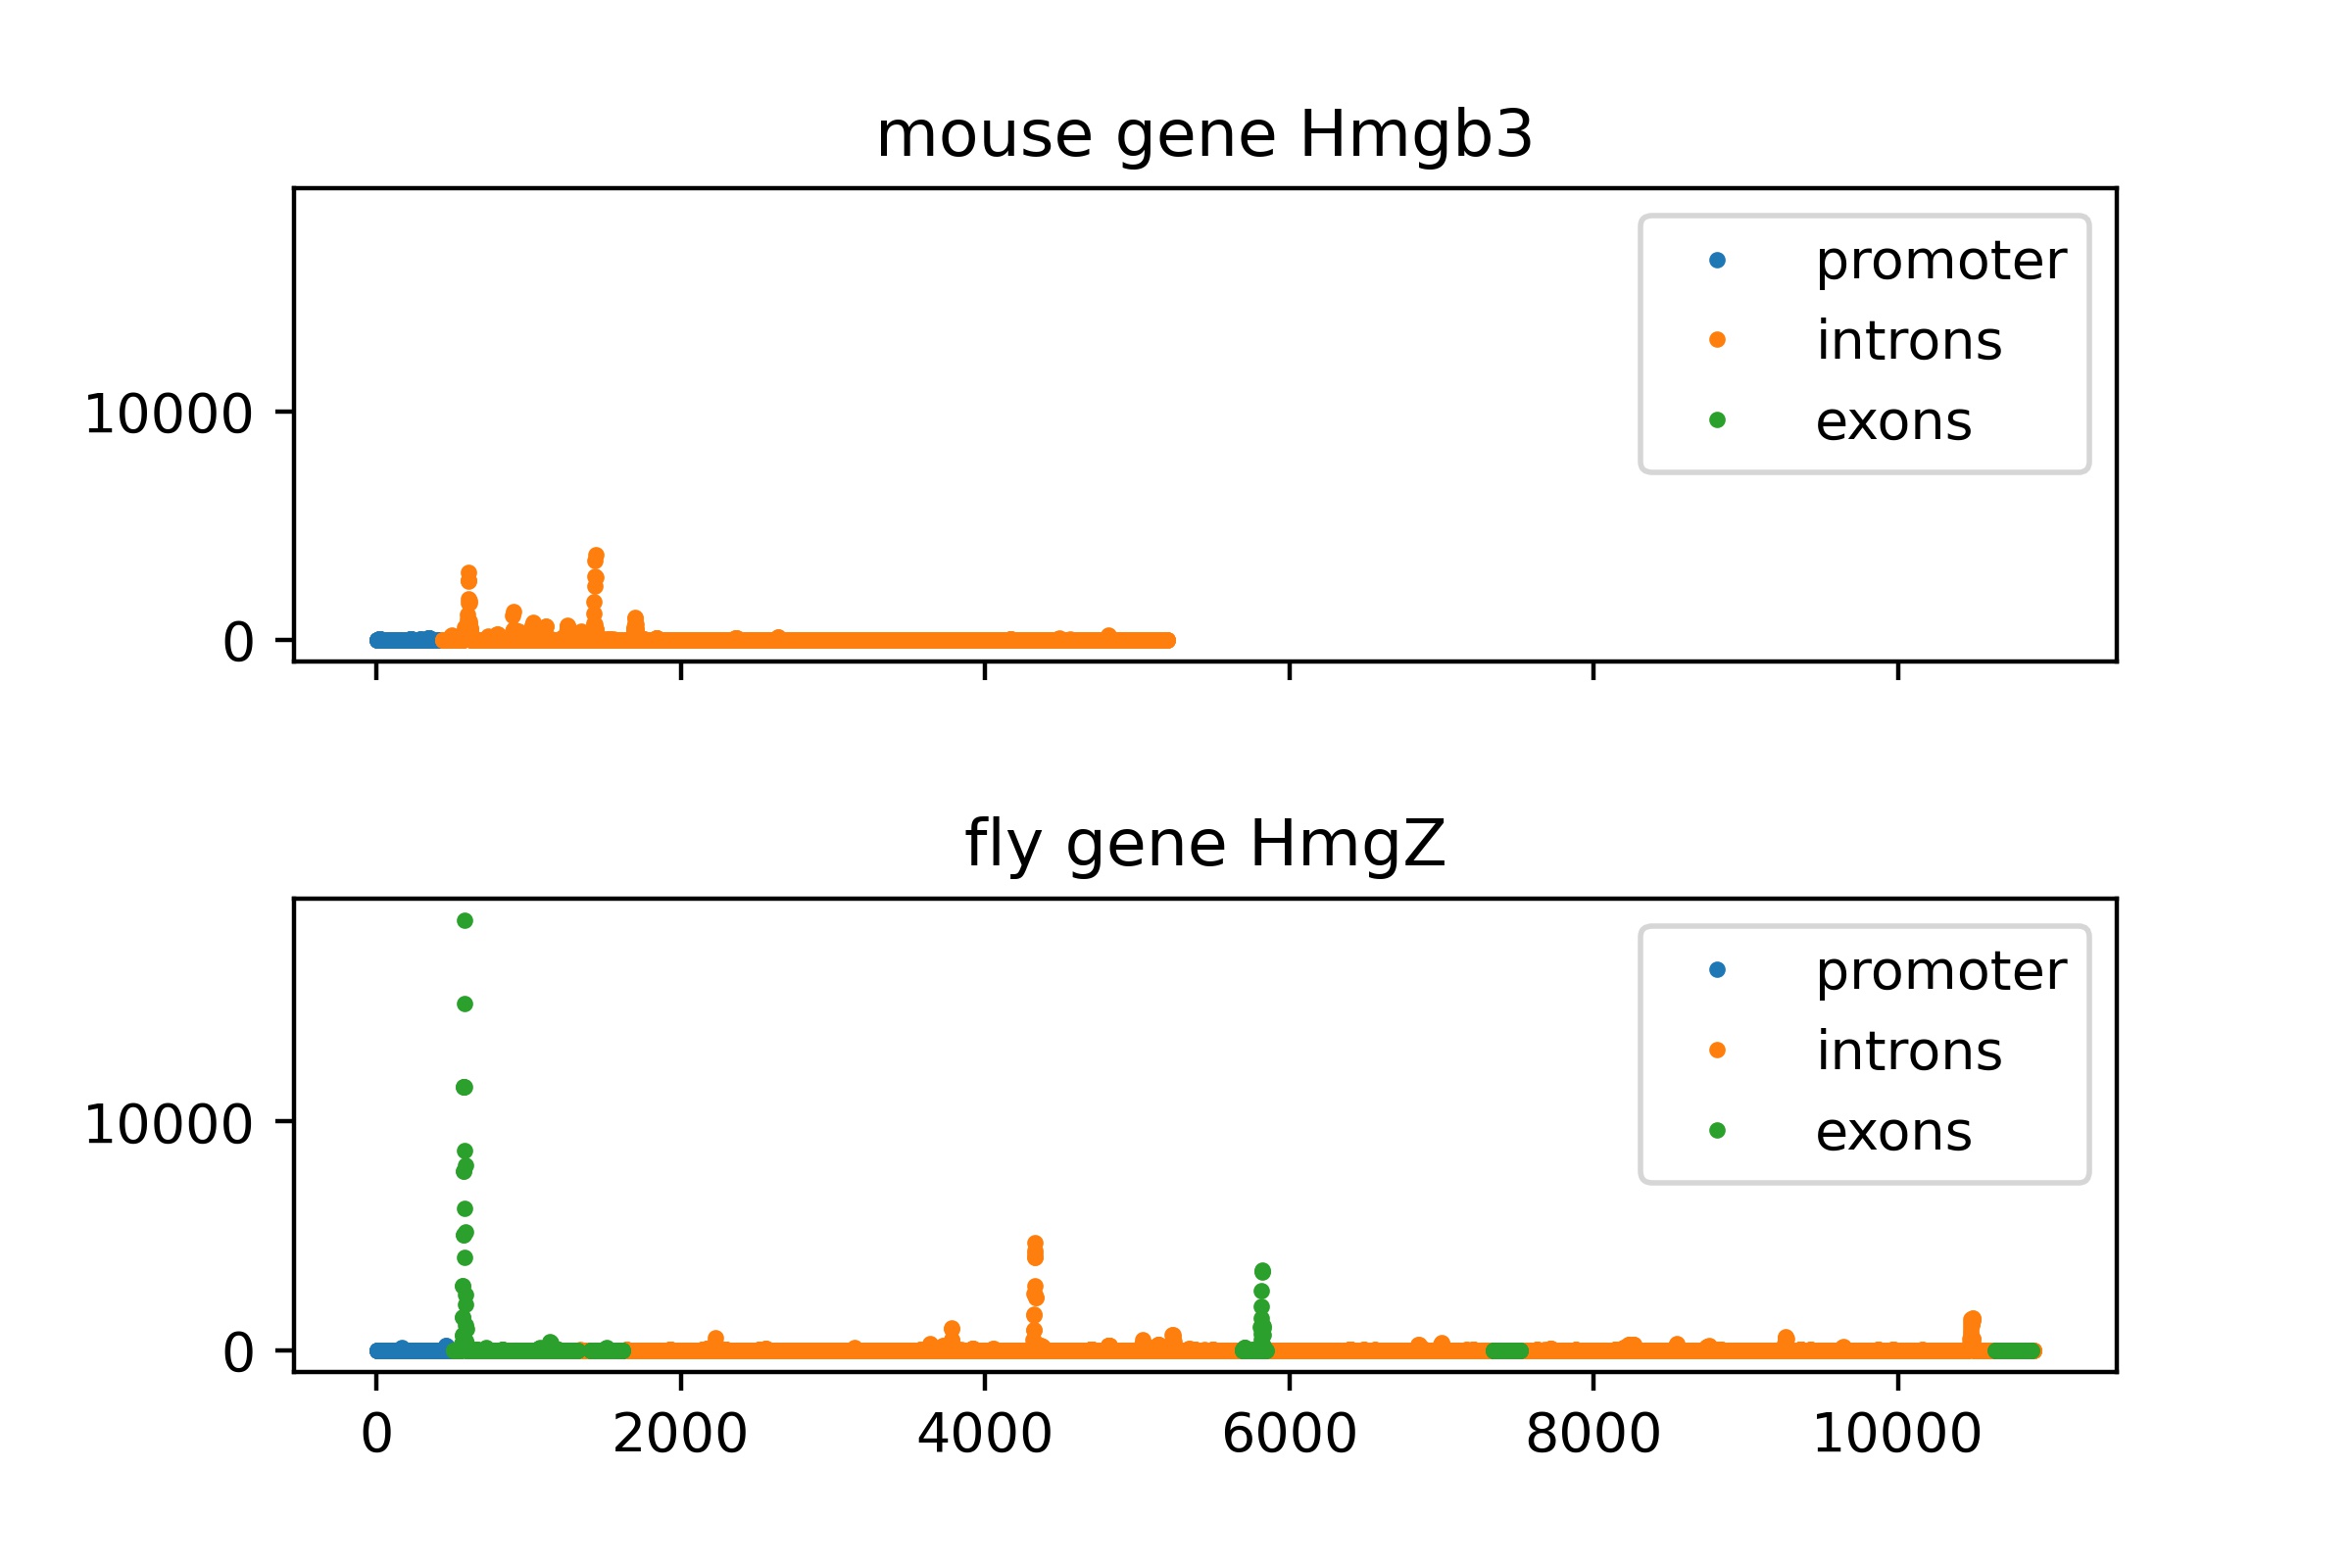 mouse gene Hmgb3
promoter
introns
exons
10000
0
fly gene HmgZ
promoter
introns
exons
10000
0
0 2000 4000 6000 8000 10000